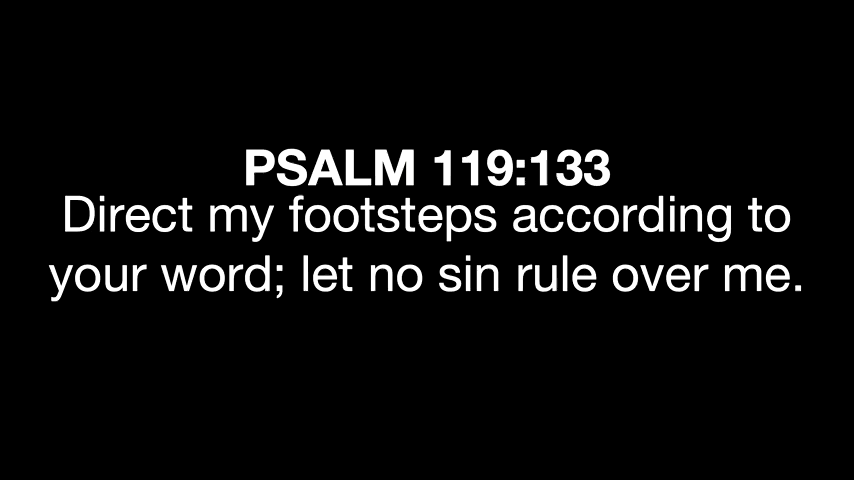 PSALM 119:133
Direct my footsteps according to
your word; let no sin rule over me.